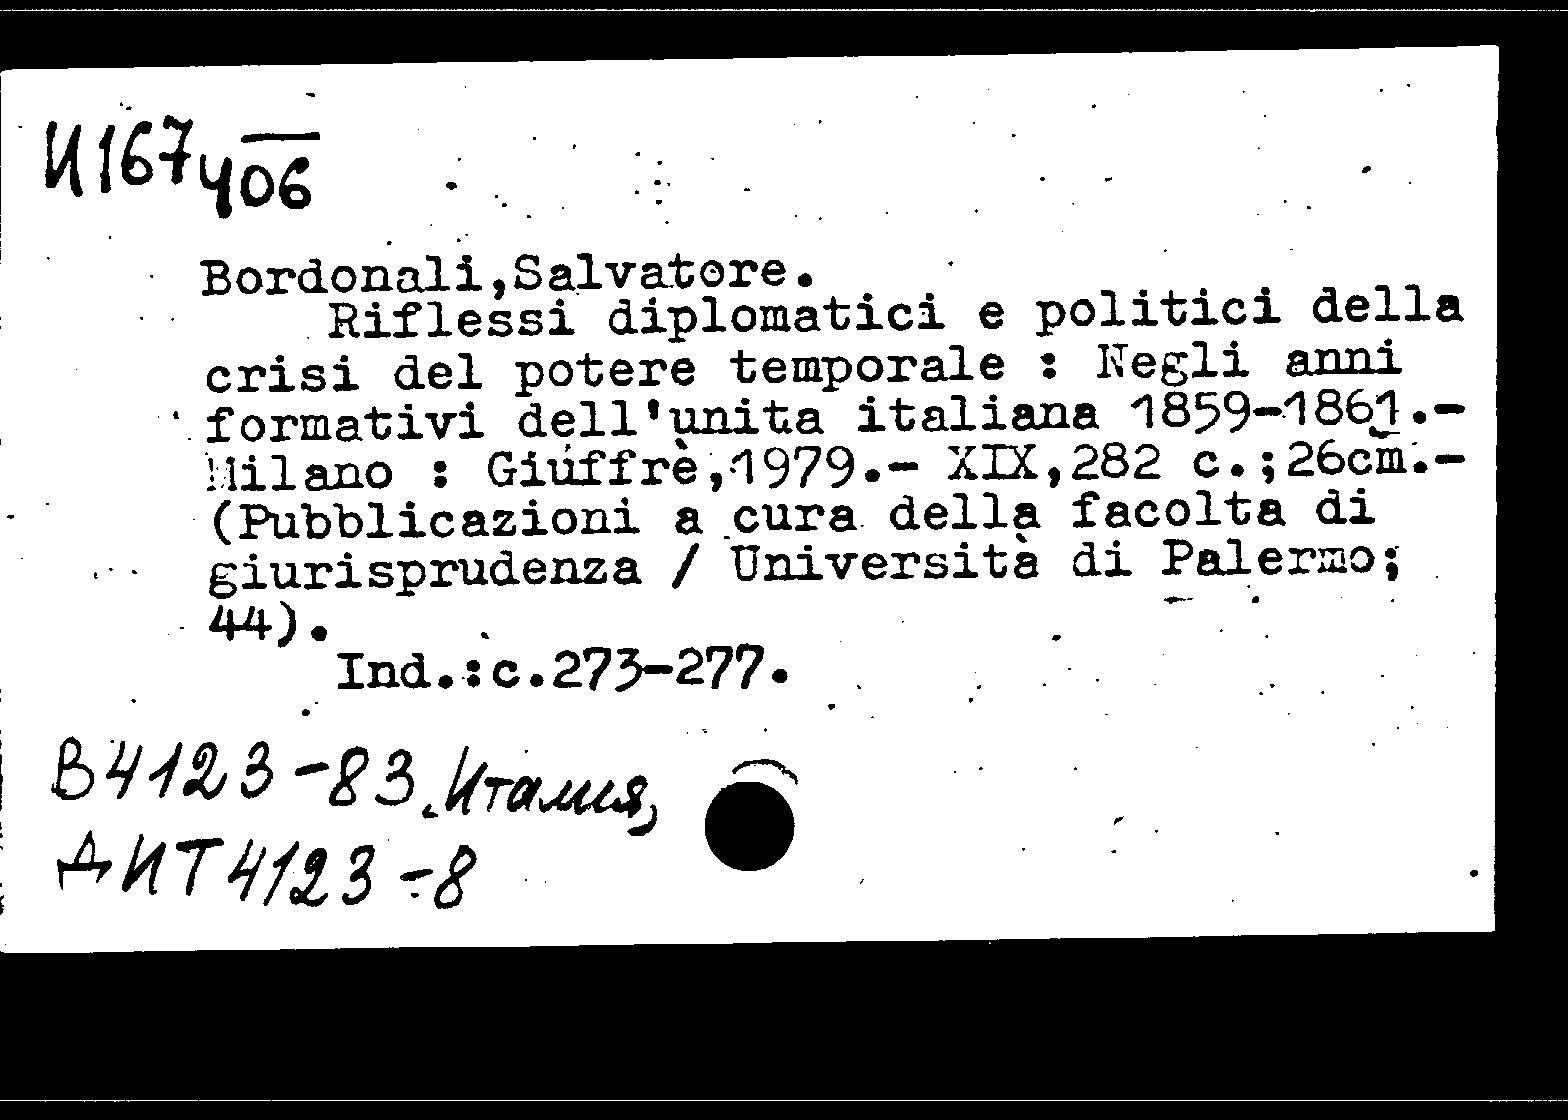 И167
406
Bordonali,Salvatore.
Riflessi diplomatici e politici della
crisi del potere temporale : Negli anni
formativi dell'unita italiana 1859-1861.-
Milano : Giuffrè,1979.- XIX,282 c.;26cm.-
(Pubblicazioni a cura della facolta di
giurisprudenza / Università di Palermo;
44).
Ind.:c.273-277.
В4123-83.Италия,
ДИТ4123-8